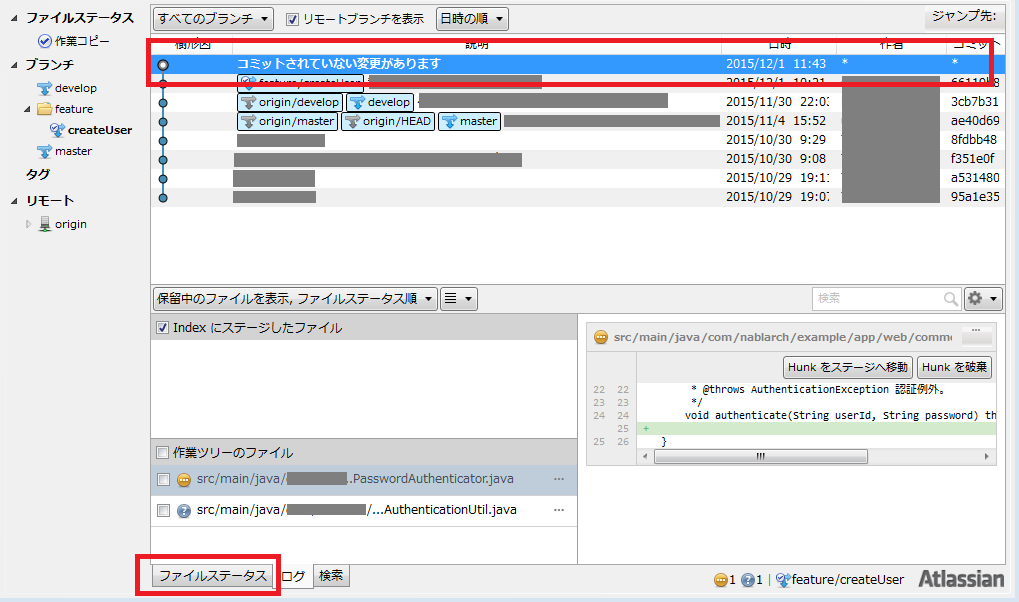 ファイルステータス
作業コピー
ブランチ
develop
feature
createUser
master
タグ
リモート
origin
すべてのブランチ リモートブランチを表示 日時の順 ジャンプ先:
樹形図 説明 日時 作者 コミット
コミットされていない変更があります 2015/12/1 11:43 * *
feature/createUser 2015/12/1
origin/develop develop 2015/11/30 22:03 3cb7b31
origin/master origin/HEAD master 2015/11/4 15:52 ae40d69
2015/10/30 9:29 8fdbb48
2015/10/30 9:08 f351e0f
2015/10/29 19:11 a531480
2015/10/29 19:07 95a1e35
保留中のファイルを表示, ファイルステータス順 検索
Index にステージしたファイル
作業ツリーのファイル
src/main/java/ ..PasswordAuthenticator.java ...
src/main/java/ /...AuthenticationUtil.java ...
src/main/java/com/nablarch/example/app/web/commo ...
Hunk をステージへ移動 Hunk を破棄
22 22 * @throws AuthenticationException 認証例外。
23 23 */
24 24 void authenticate(String userId, String password) th
25 +
25 26 }
ファイルステータス ログ 検索
1 ? 1 | feature/createUser Atlassian